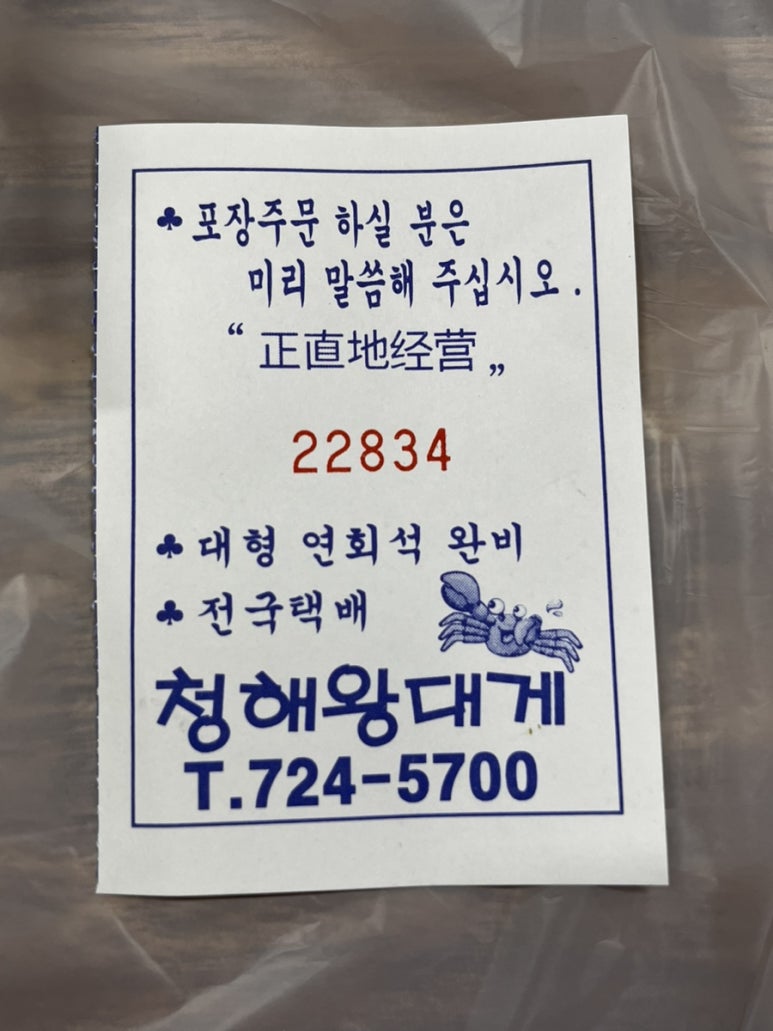 ♣ 포장주문 하실 분은
미리 말씀해 주십시오.
“ 正直地经营 „
22834
♣ 대형 연회석 완비
♣ 전국택배
청해왕대게
T.724-5700